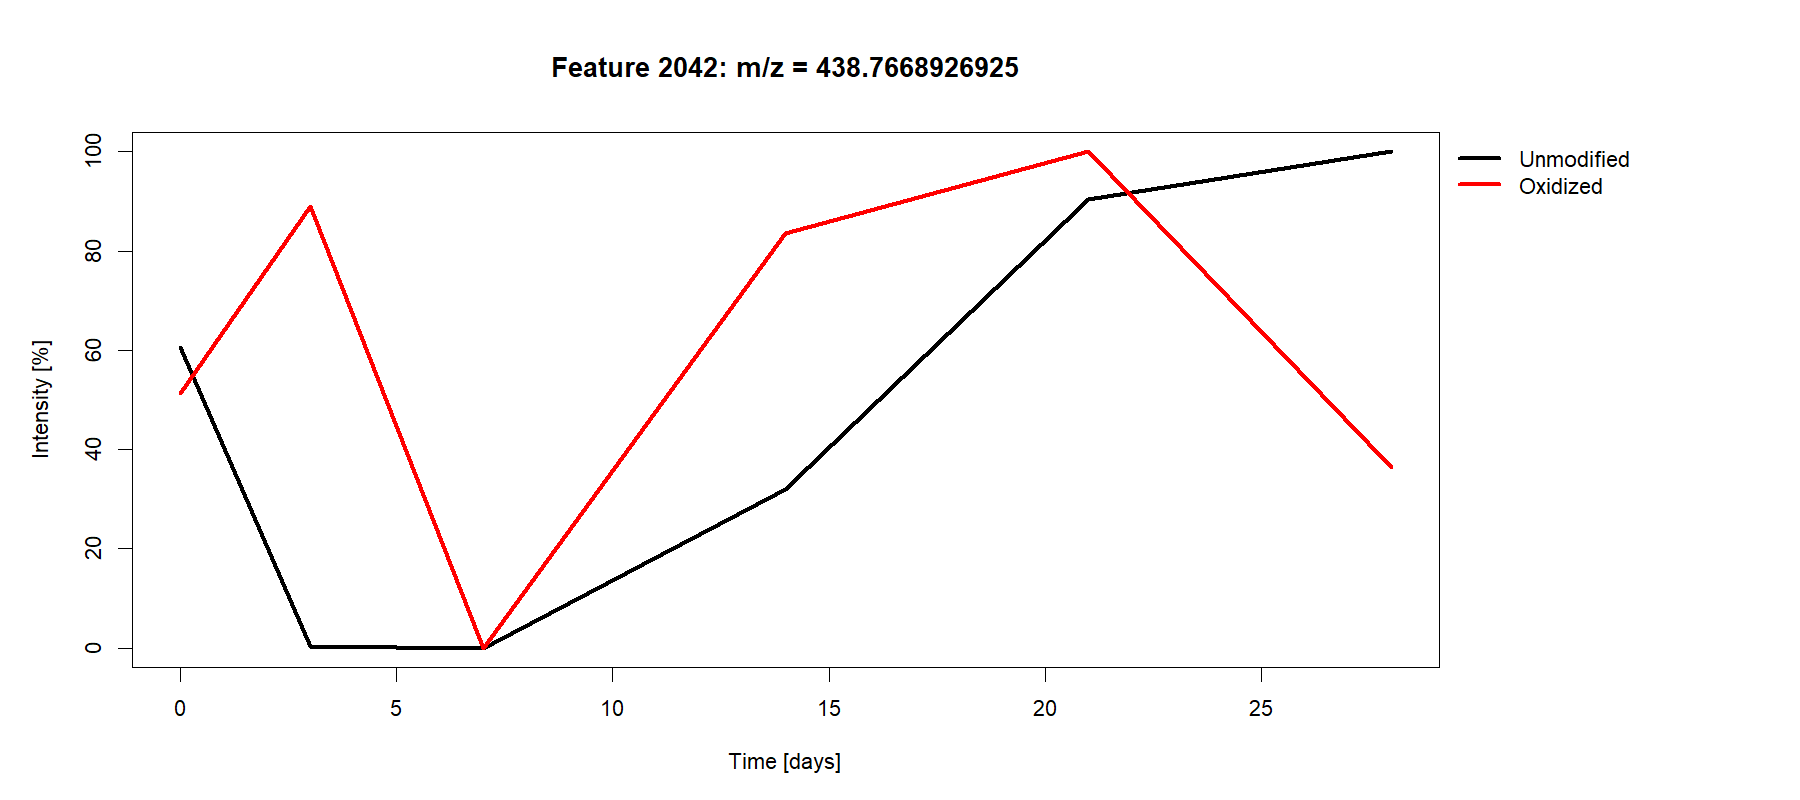 Feature 2042: m/z = 438.7668926925
Unmodified
Oxidized
Intensity [%]
100
80
60
40
20
0
0 5 10 15 20 25
Time [days]